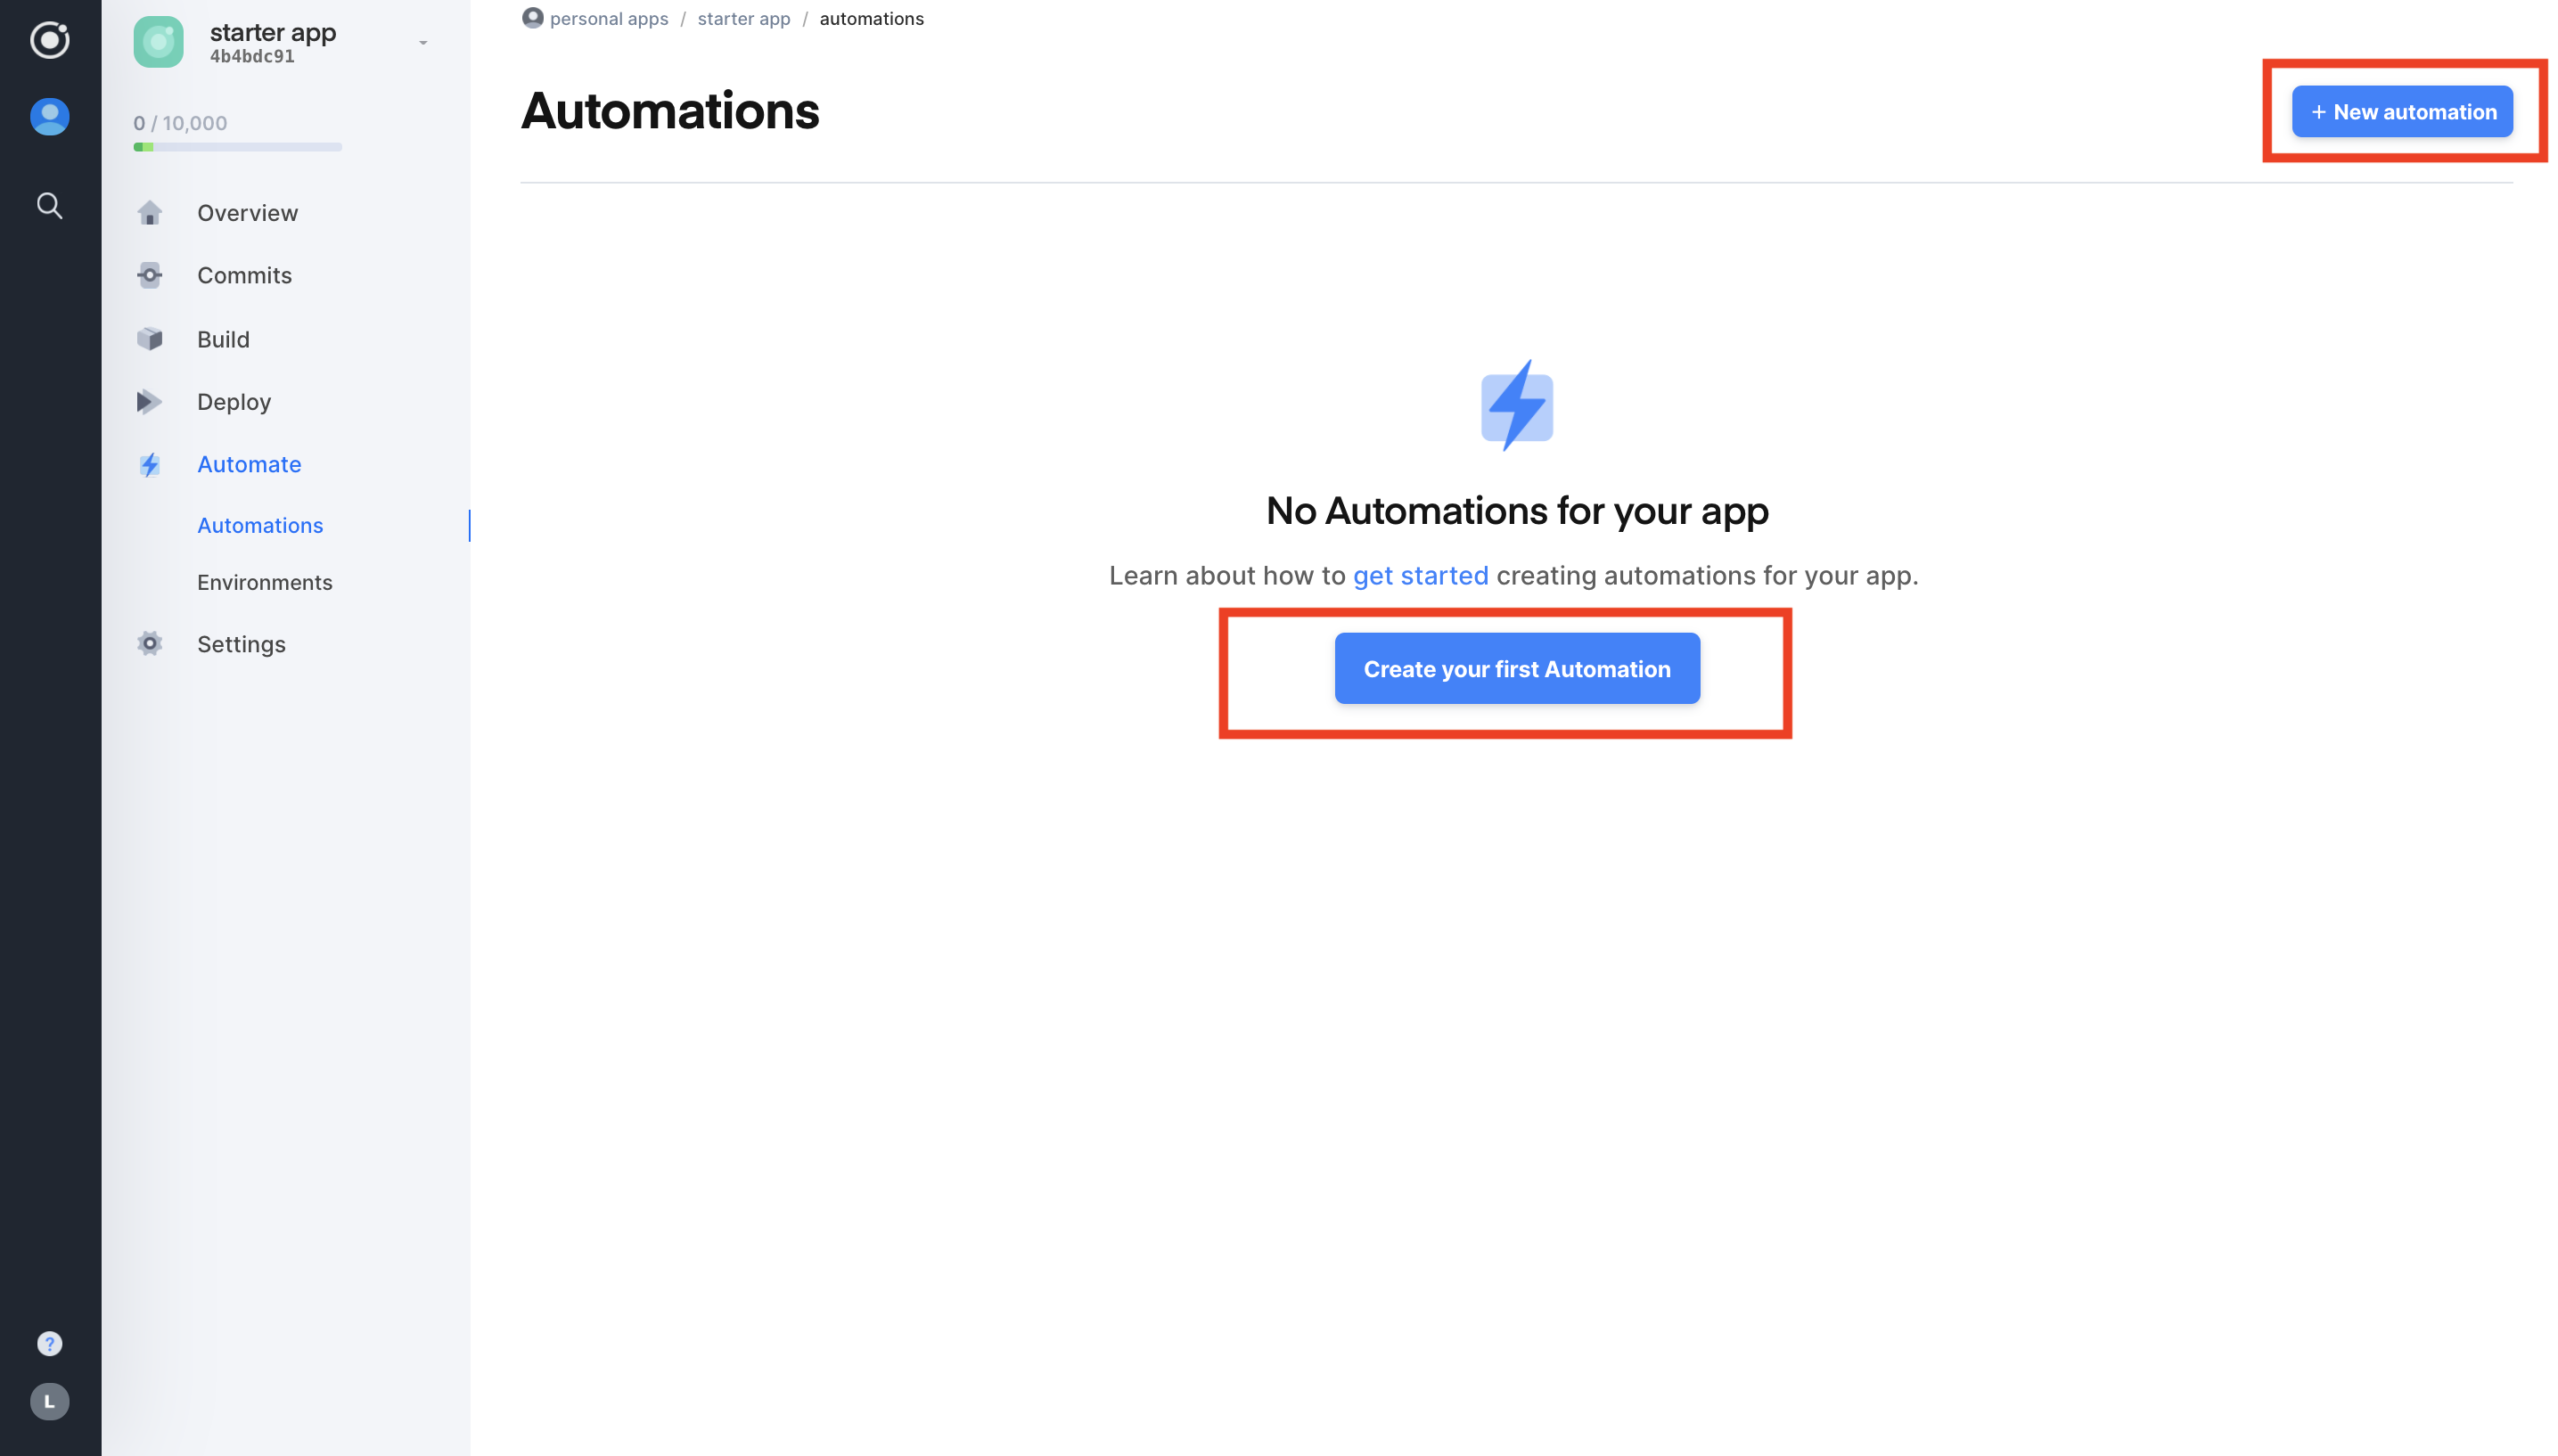 starter app
4b4bdc91
0 / 10,000
Overview
Commits
Build
Deploy
Automate
Automations
Environments
Settings
?
L
personal apps / starter app / automations
Automations
+ New automation
No Automations for your app
Learn about how to get started creating automations for your app.
Create your first Automation